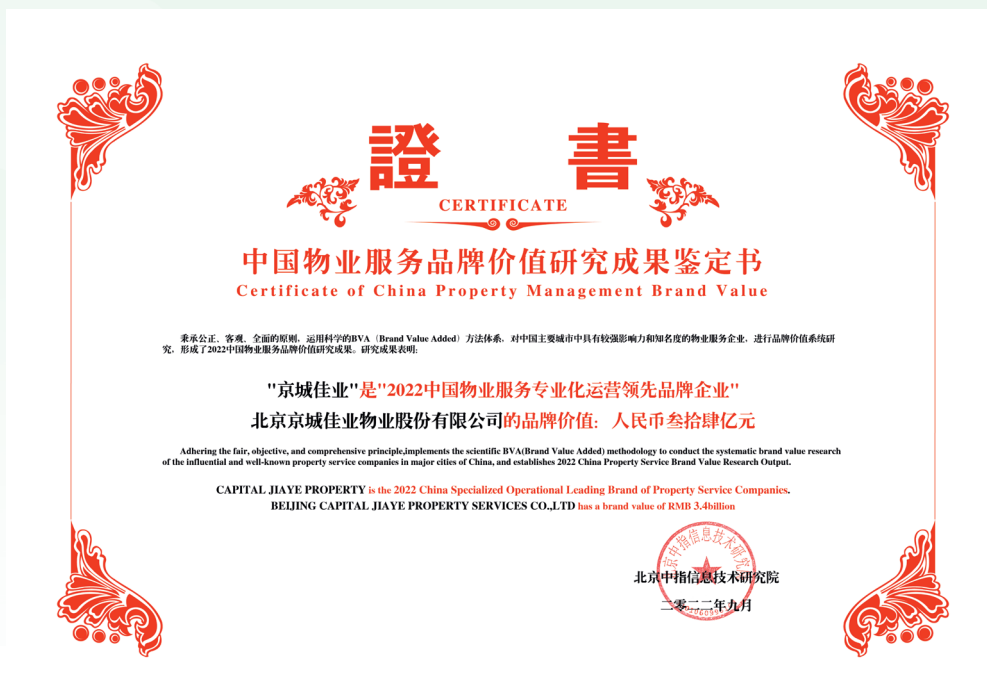 證 書
CERTIFICATE
中国物业服务品牌价值研究成果鉴定书
Certificate of China Property Management Brand Value
秉承公正、客观、全面的原则，运用科学的BVA（Brand Value Added）方法体系，对中国主要城市中具有较强影响力和知名度的物业服务企业，进行品牌价值系统研
究，形成了2022中国物业服务品牌价值研究成果。研究成果表明：
"京城佳业"是"2022中国物业服务专业化运营领先品牌企业"
北京京城佳业物业股份有限公司的品牌价值：人民币叁拾肆亿元
Adhering the fair, objective, and comprehensive principle,implements the scientific BVA(Brand Value Added) methodology to conduct the systematic brand value research
of the influential and well-known property service companies in major cities of China, and establishes 2022 China Property Service Brand Value Research Output.
CAPITAL JIAYE PROPERTY is the 2022 China Specialized Operational Leading Brand of Property Service Companies.
BEIJING CAPITAL JIAYE PROPERTY SERVICES CO.,LTD has a brand value of RMB 3.4billion
北京中指信息技术研究院
二零二二年九月